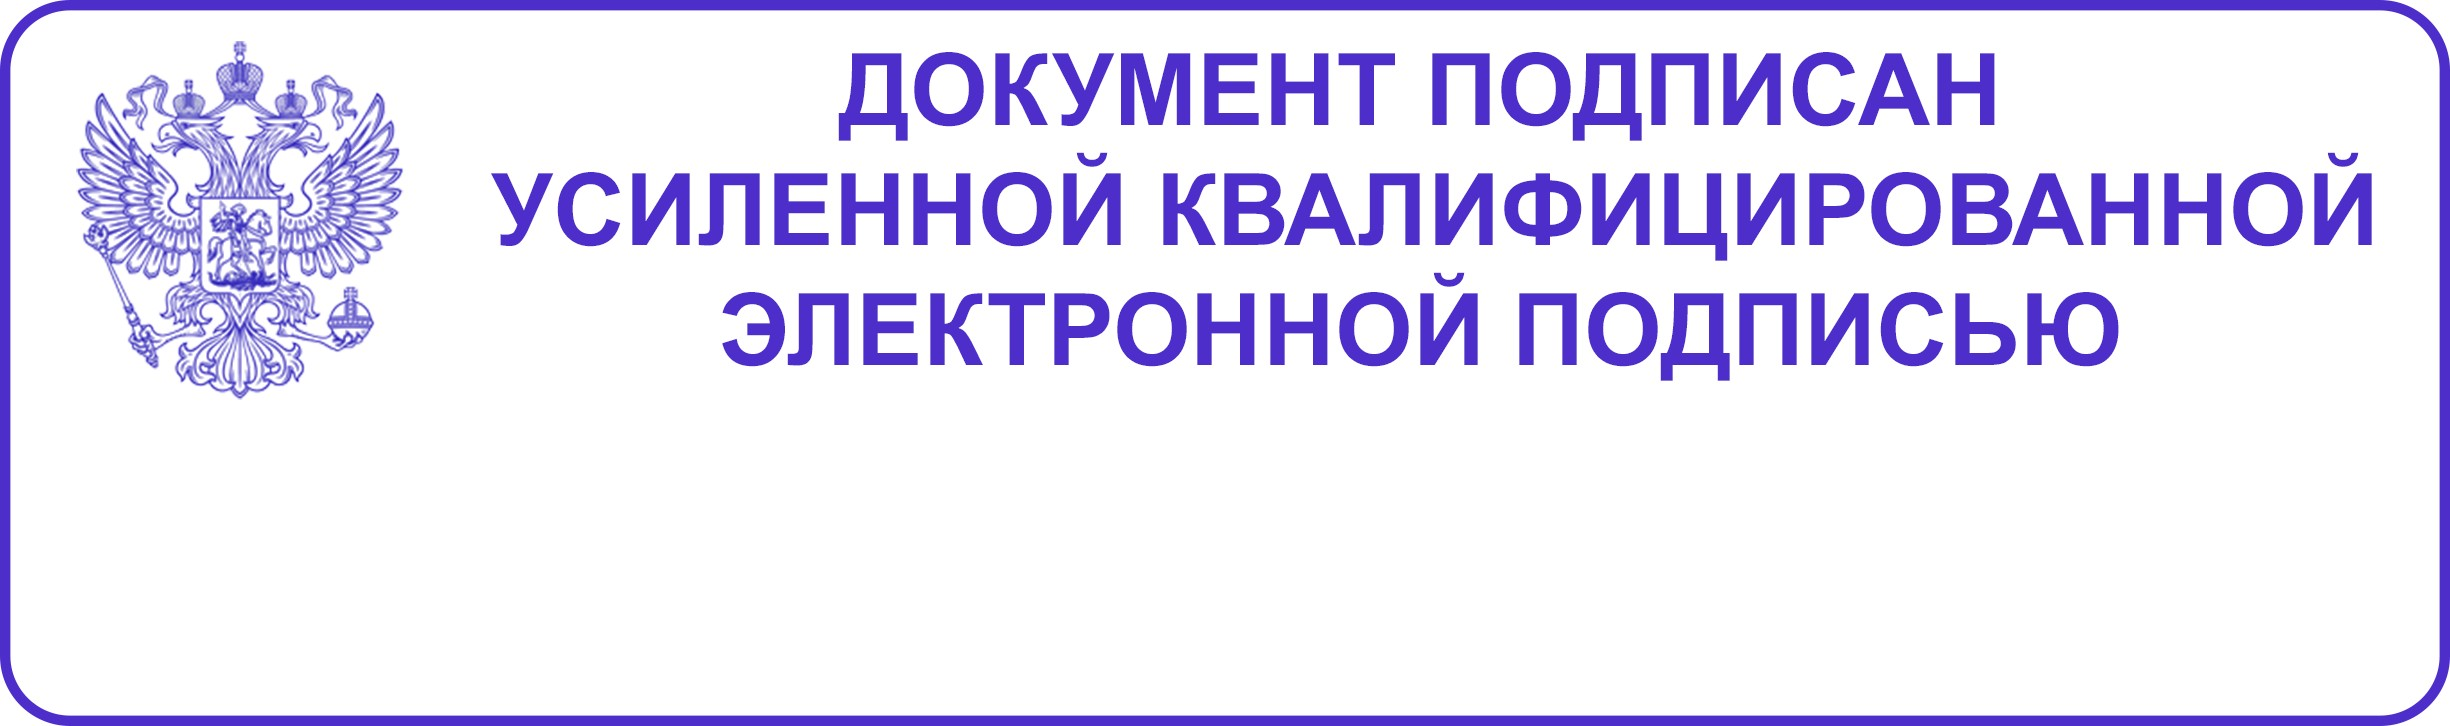 ДОКУМЕНТ ПОДПИСАН
УСИЛЕННОЙ КВАЛИФИЦИРОВАННОЙ
ЭЛЕКТРОННОЙ ПОДПИСЬЮ